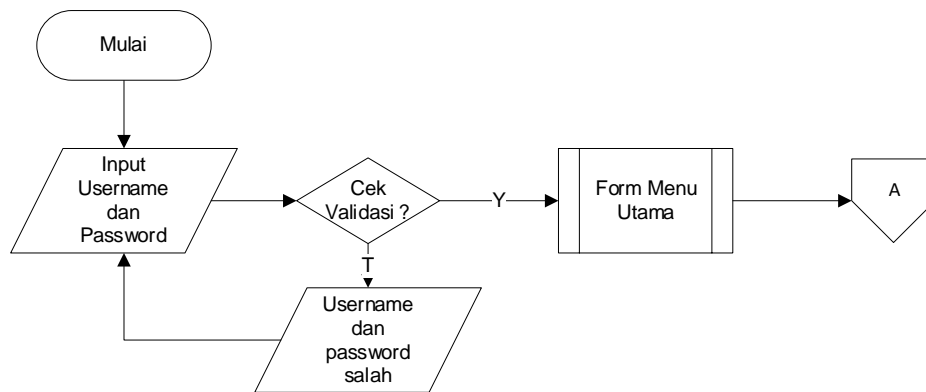 Mulai
Input
Username
dan
Password
Cek
Validasi ?
Y
Form Menu
Utama
A
T
Username
dan
password
salah